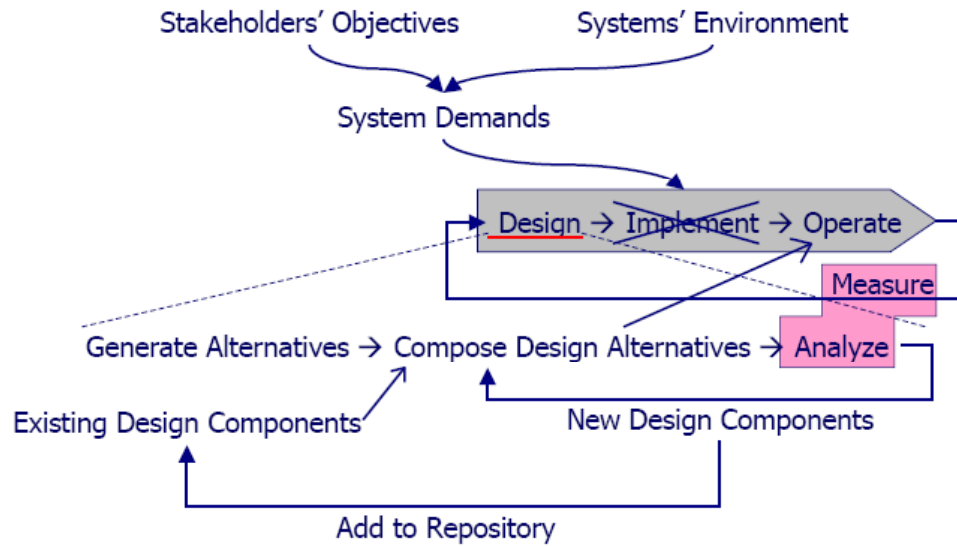 Stakeholders’ Objectives
Systems’ Environment
System Demands
Design → Implement → Operate
Measure
Generate Alternatives → Compose Design Alternatives → Analyze
Existing Design Components
New Design Components
Add to Repository